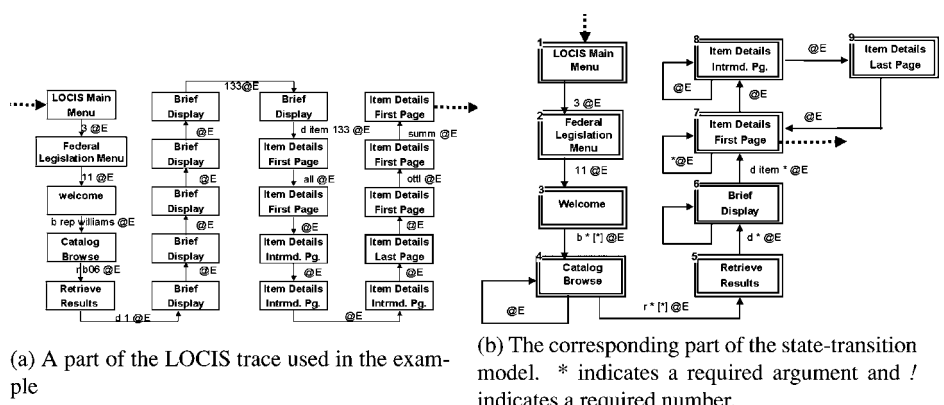 LOCIS Main
Menu
3 @E
Federal
Legislation Menu
11 @E
welcome
b rep williams @E
Catalog
Browse
r b06 @E
Retrieve
Results
d 1 @E
Brief
Display
@E
Brief
Display
@E
Brief
Display
@E
Brief
Display
@E
Brief
Display
133@E
Brief
Display
d item 133 @E
Item Details
First Page
all @E
Item Details
First Page
@E
Item Details
Intrmd. Pg.
@E
Item Details
Intrmd. Pg.
@E
Item Details
Intrmd. Pg.
@E
Item Details
Last Page
@E
Item Details
First Page
ottl @E
Item Details
First Page
summ @E
Item Details
First Page
(a) A part of the LOCIS trace used in the exam-
ple
1
LOCIS Main
Menu
3 @E
2
Federal
Legislation
Menu
11 @E
3
Welcome
b * [*] @E
4
Catalog
Browse
@E
r * [*] @E
5
Retrieve
Results
d * @E
6
Brief
Display
d item * @E
7
Item Details
First Page
*@E
@E
8
Item Details
Intrmd. Pg.
@E
@E
9
Item Details
Last Page
@E
(b) The corresponding part of the state-transition
model. * indicates a required argument and !
indicates a required number